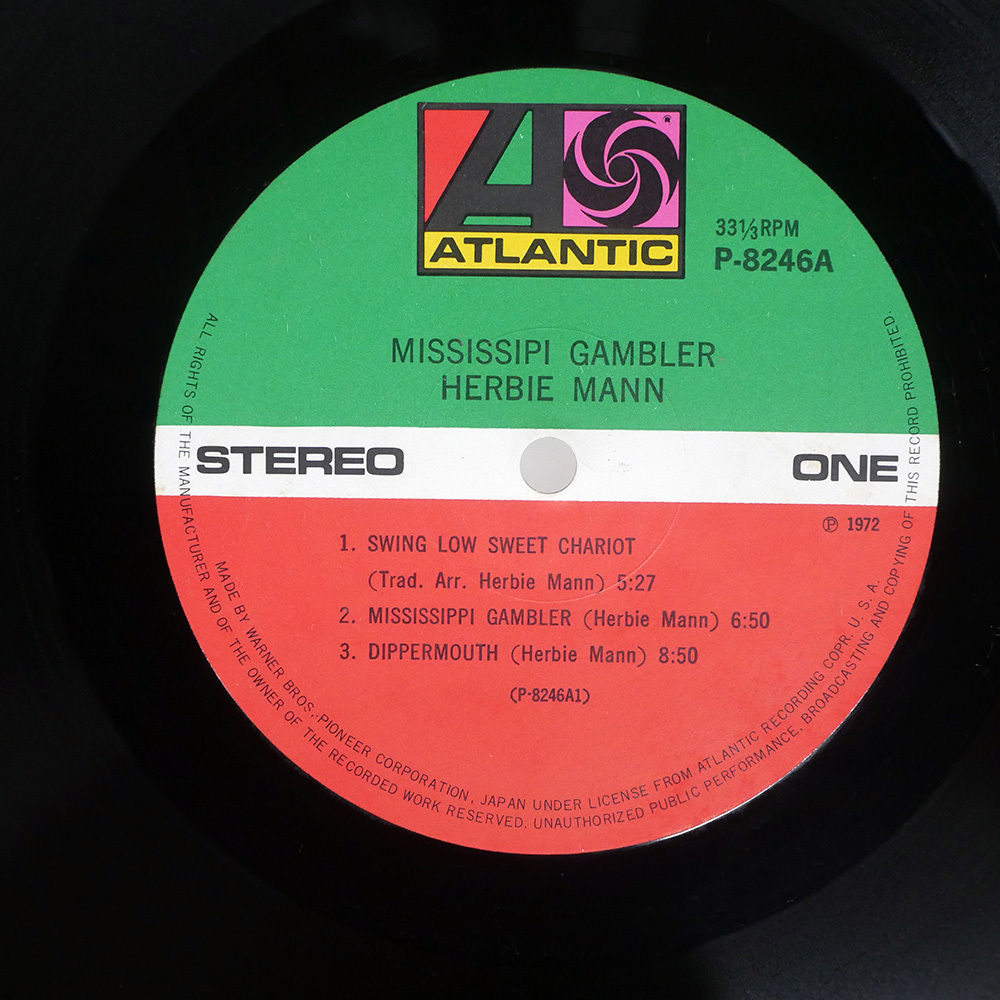 ATLANTIC
33⅓RPM
P-8246A
MISSISSIPI GAMBLER
HERBIE MANN
STEREO
ONE
℗ 1972
1. SWING LOW SWEET CHARIOT
(Trad. Arr. Herbie Mann) 5:27
2. MISSISSIPPI GAMBLER (Herbie Mann) 6:50
3. DIPPERMOUTH (Herbie Mann) 8:50
(P-8246A1)
MADE BY WARNER BROS.-PIONEER CORPORATION, JAPAN UNDER LICENSE FROM ATLANTIC RECORDING COPR. U. S. A.
ALL RIGHTS OF THE MANUFACTURER AND OF THE OWNER OF THE RECORDED WORK RESERVED. UNAUTHORIZED PUBLIC PERFORMANCE, BROADCASTING AND COPYING OF THIS RECORD PROHIBITED.